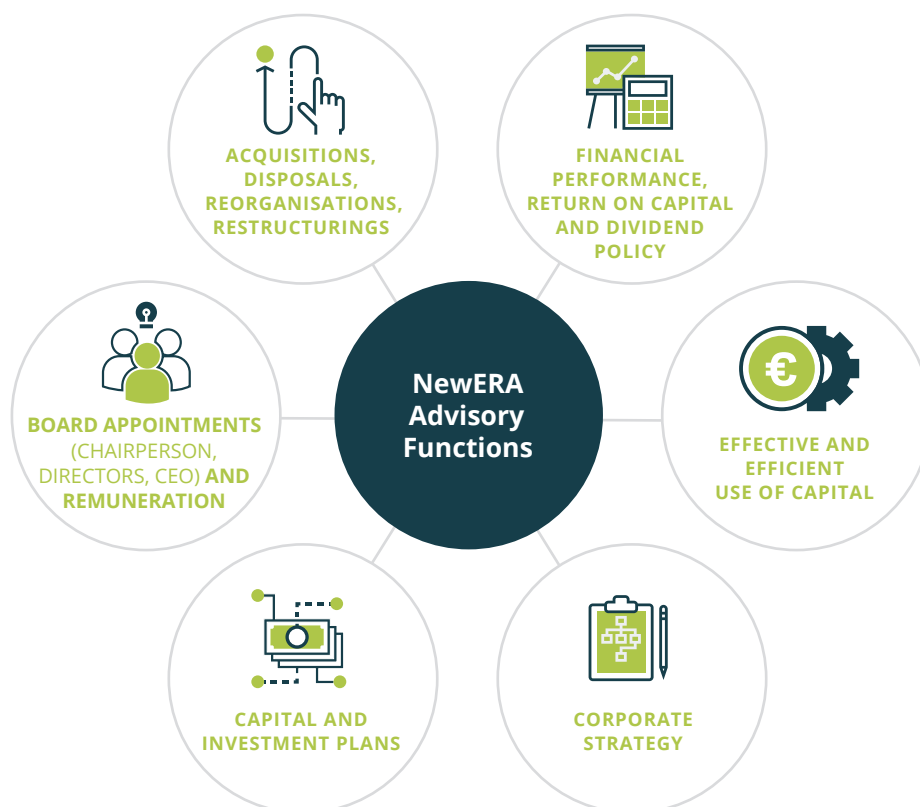 ACQUISITIONS,
DISPOSALS,
REORGANISATIONS,
RESTRUCTURINGS
FINANCIAL
PERFORMANCE,
RETURN ON CAPITAL
AND DIVIDEND
POLICY
BOARD APPOINTMENTS
(CHAIRPERSON,
DIRECTORS, CEO) AND
REMUNERATION
NewERA
Advisory
Functions
€
EFFECTIVE AND
EFFICIENT
USE OF CAPITAL
CAPITAL AND
INVESTMENT PLANS
CORPORATE
STRATEGY